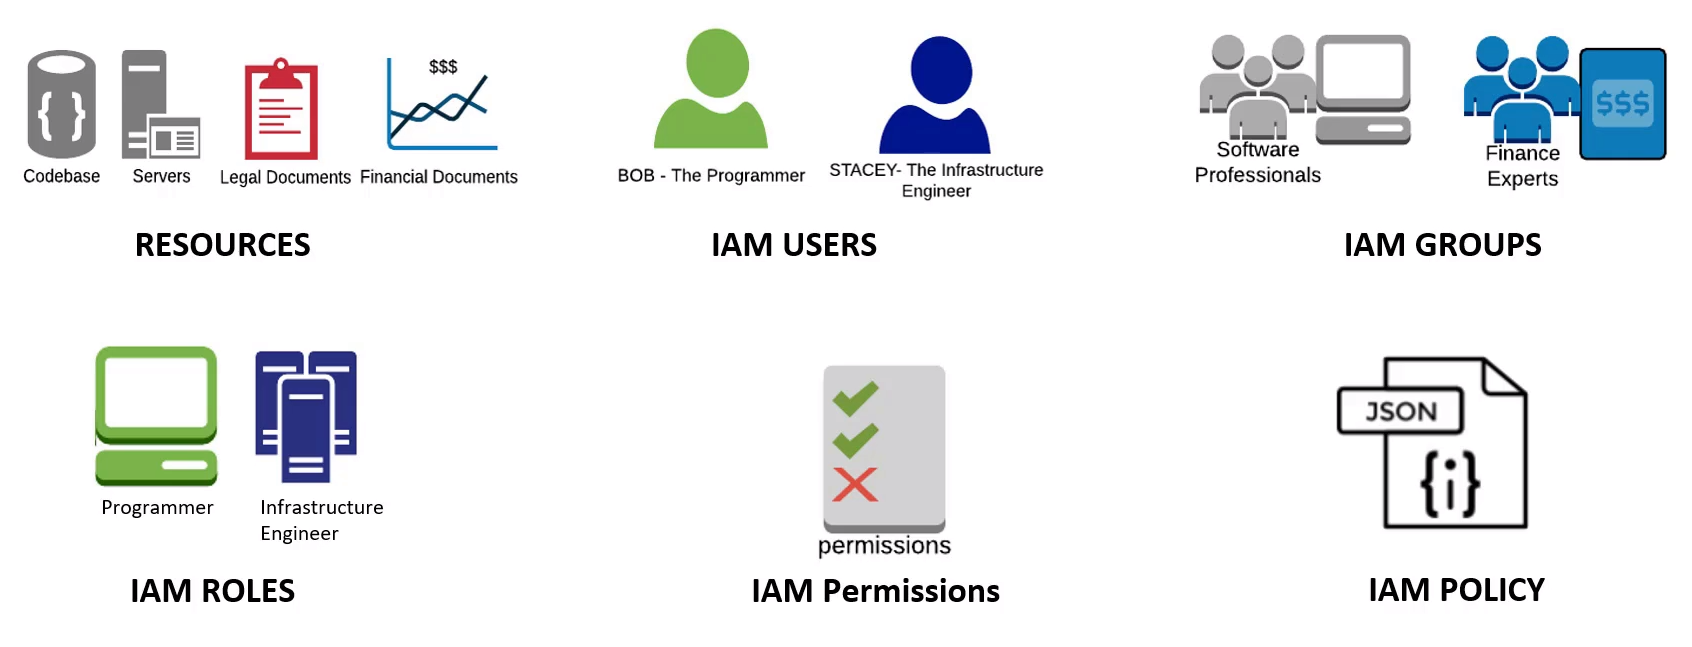 $$$
Codebase
Servers
Legal Documents
Financial Documents
RESOURCES
BOB - The Programmer
STACEY- The Infrastructure
Engineer
IAM USERS
Software
Professionals
$$$
Finance
Experts
IAM GROUPS
Programmer
Infrastructure
Engineer
IAM ROLES
permissions
IAM Permissions
JSON
{i}
IAM POLICY